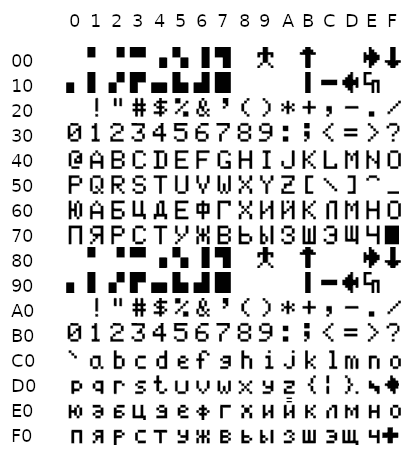 0 1 2 3 4 5 6 7 8 9 A B C D E F
00 ↑ ↓
10
20 ! " # $ % & ' ( ) * + , - . /
30 0 1 2 3 4 5 6 7 8 9 : ; < = > ?
40 @ A B C D E F G H I J K L M N O
50 P Q R S T U V W X Y Z [ \ ] ^ _
60 Ю А Б Ц Д Е Ф Г Х И Й К Л М Н О
70 П Я Р С Т У Ж В Ь Ы З Ш Э Щ Ч ■
80 ↑ ↓
90
A0 ! " # $ % & ' ( ) * + , - . /
B0 0 1 2 3 4 5 6 7 8 9 : ; < = > ?
C0 ` a b c d e f g h i j k l m n o
D0 p q r s t u v w x y z { ¦ }
E0 ю а б ц д е ф г х и й к л м н о
F0 п я р с т у ж в ь ы з ш э щ ч